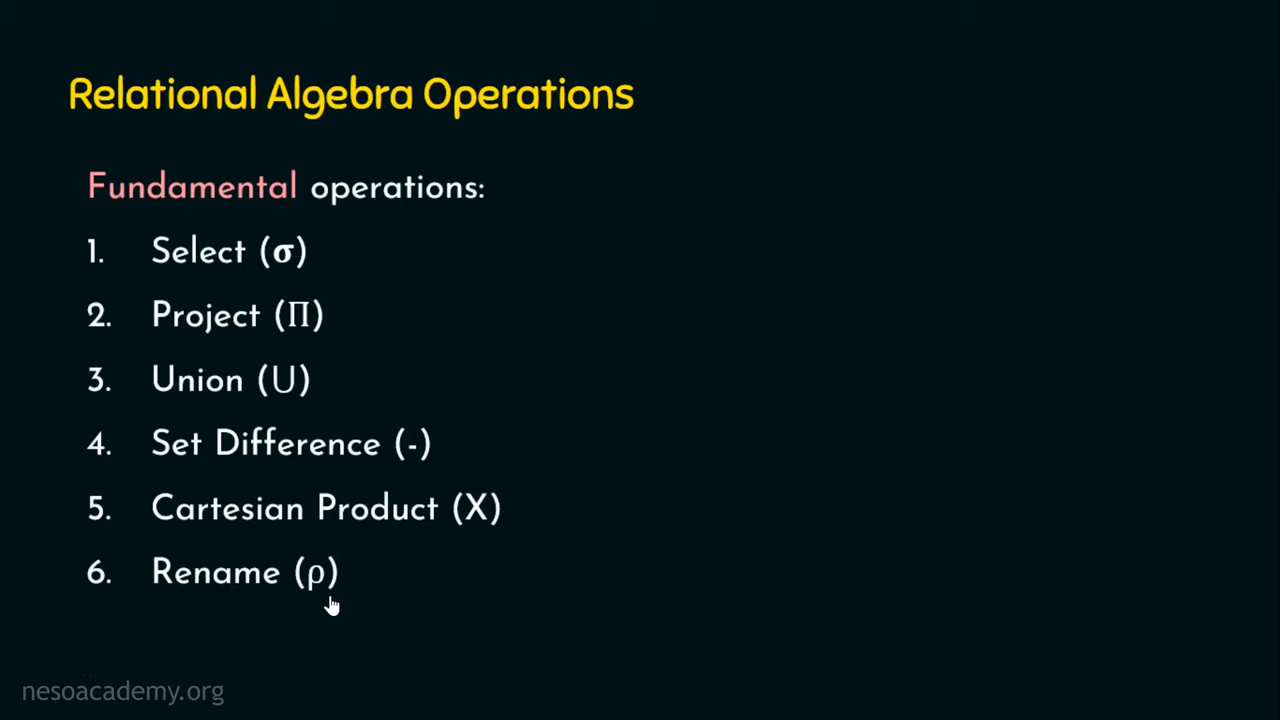 Relational Algebra Operations
Fundamental operations:
1. Select (σ)
2. Project (Π)
3. Union (∪)
4. Set Difference (-)
5. Cartesian Product (X)
6. Rename (ρ)
nesoacademy.org